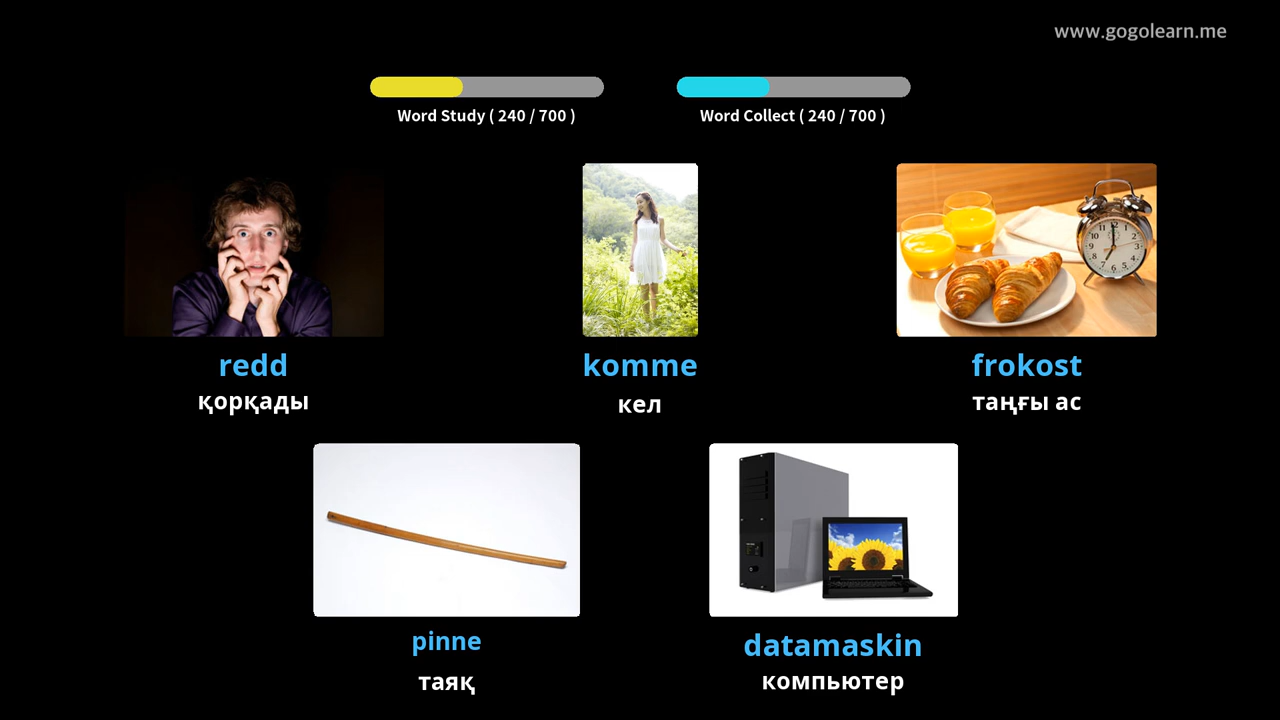 www.gogolearn.me
Word Study ( 240 / 700 )
Word Collect ( 240 / 700 )
redd
қорқады
komme
кел
frokost
таңғы ас
pinne
таяқ
datamaskin
компьютер